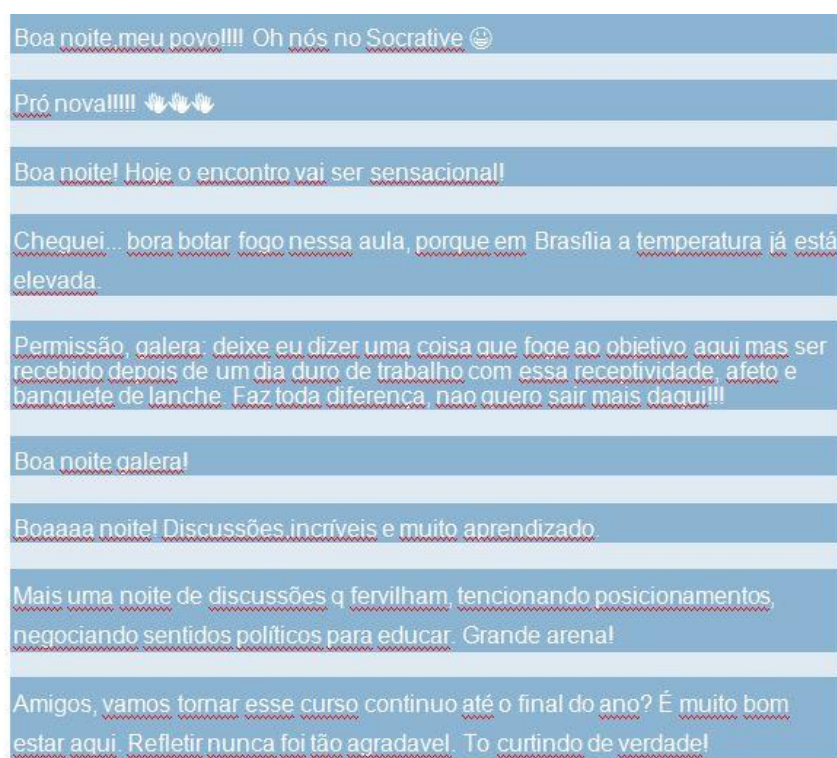 Boa noite,meu povo!!!! Oh nós no Socrative 😀
Pró nova!!!!! 👏👏👏
Boa noite! Hoje o encontro vai ser sensacional!
Cheguei... bora botar fogo nessa aula, porque em Brasília a temperatura já está
elevada.
Permissão, galera: deixe eu dizer uma coisa que foge ao objetivo aqui mas ser
recebido depois de um dia duro de trabalho com essa receptividade, afeto e
banquete de lanche. Faz toda diferença, nao quero sair mais daqui!!!
Boa noite galera!
Boaaaa noite! Discussões,incríveis e muito aprendizado.
Mais uma noite de discussões q fervilham, tencionando posicionamentos,
negociando sentidos políticos para educar. Grande arena!
Amigos, vamos tornar esse curso continuo até o final do ano? É muito bom
estar aqui. Refletir nunca foi tão agradavel. To curtindo de verdade!